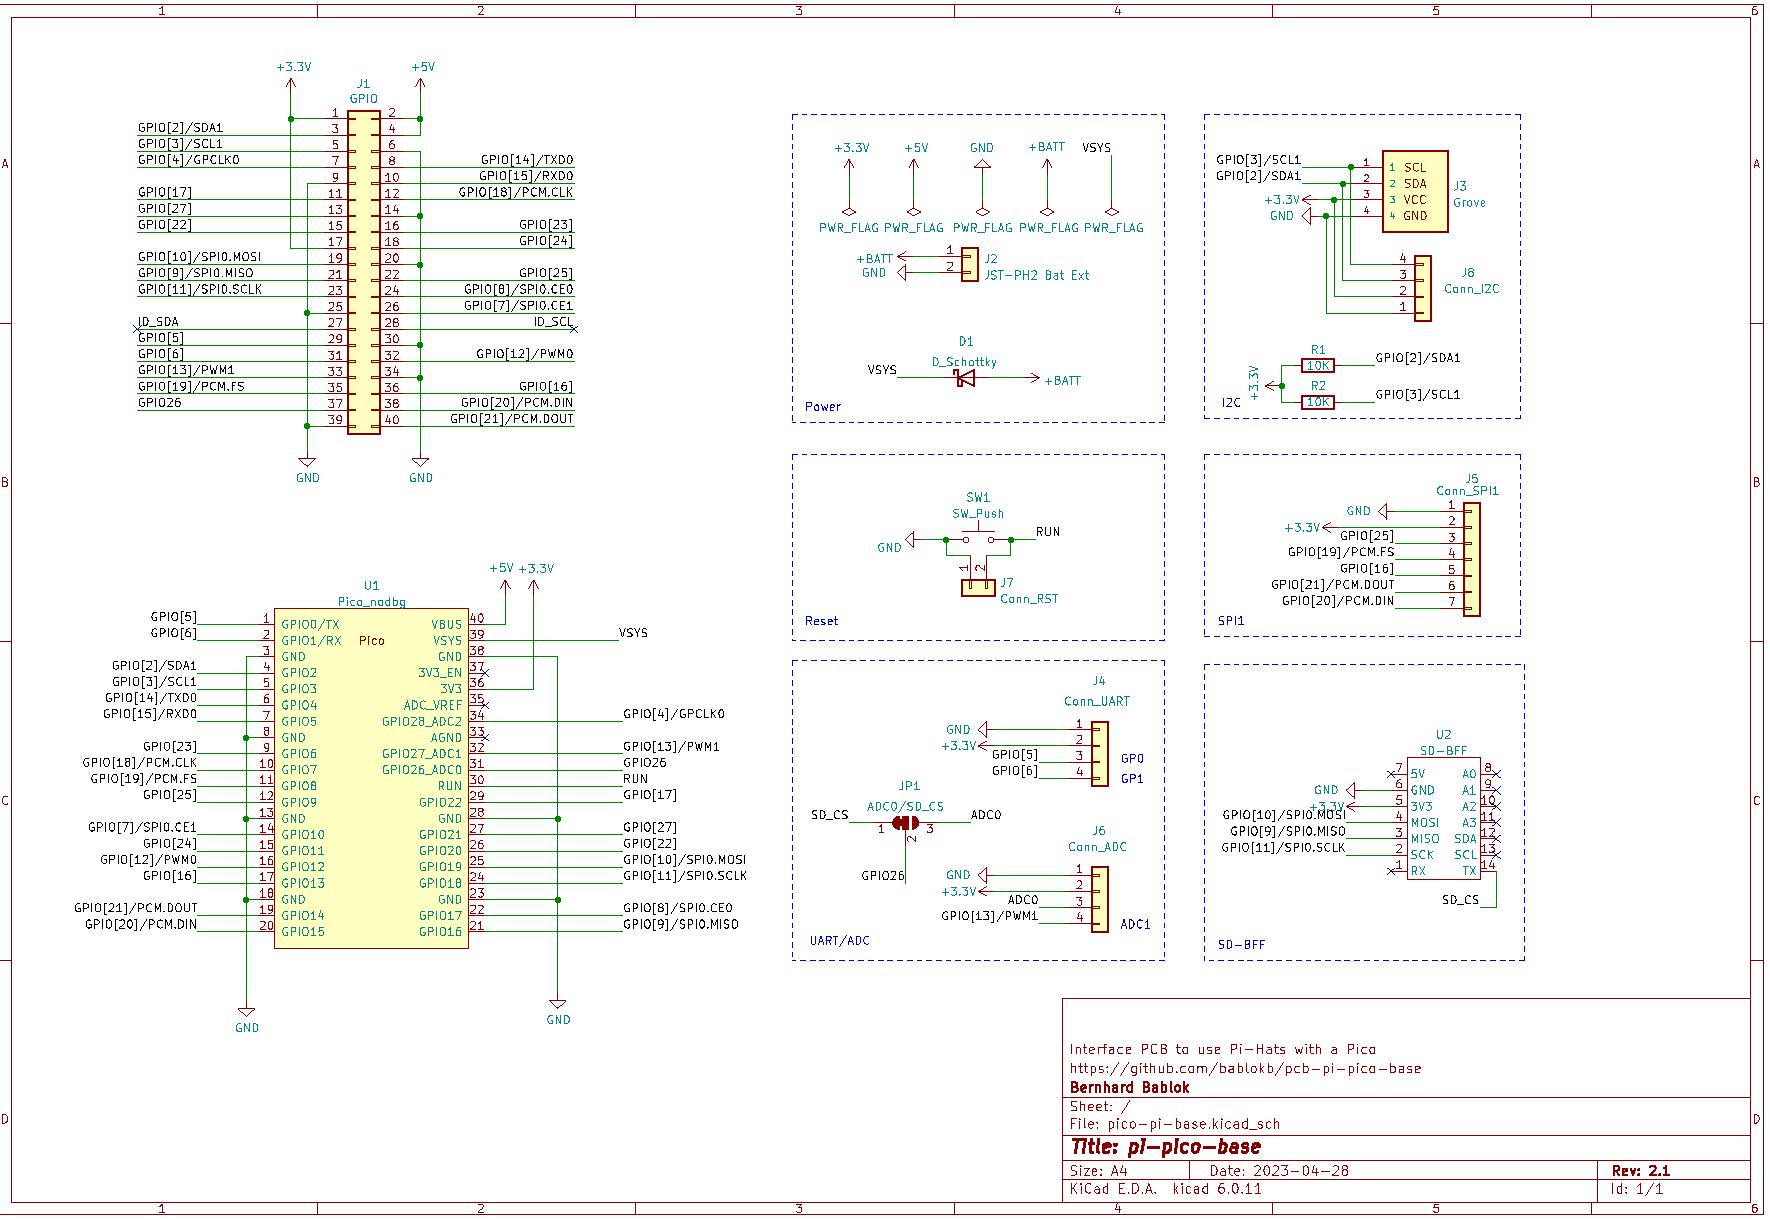 1 2 3 4 5 6
A
B
C
D
+3.3V +5V
J1
GPIO
1 2
GPIO[2]/SDA1 3 4
GPIO[3]/SCL1 5 6
GPIO[4]/GPCLK0 7 8 GPIO[14]/TXD0
9 10 GPIO[15]/RXD0
GPIO[17] 11 12 GPIO[18]/PCM.CLK
GPIO[27] 13 14
GPIO[22] 15 16 GPIO[23]
17 18 GPIO[24]
GPIO[10]/SPI0.MOSI 19 20
GPIO[9]/SPI0.MISO 21 22 GPIO[25]
GPIO[11]/SPI0.SCLK 23 24 GPIO[8]/SPI0.CE0
25 26 GPIO[7]/SPI0.CE1
ID_SDA 27 28 ID_SCL
GPIO[5] 29 30
GPIO[6] 31 32 GPIO[12]/PWM0
GPIO[13]/PWM1 33 34
GPIO[19]/PCM.FS 35 36 GPIO[16]
GPIO26 37 38 GPIO[20]/PCM.DIN
39 40 GPIO[21]/PCM.DOUT
GND GND
U1
Pico_nodbg
+5V +3.3V
Pico
GPIO[5] 1 GPIO0/TX VBUS 40
GPIO[6] 2 GPIO1/RX VSYS 39 VSYS
3 GND GND 38
GPIO[2]/SDA1 4 GPIO2 3V3_EN 37
GPIO[3]/SCL1 5 GPIO3 3V3 36
GPIO[14]/TXD0 6 GPIO4 ADC_VREF 35
GPIO[15]/RXD0 7 GPIO5 GPIO28_ADC2 34 GPIO[4]/GPCLK0
8 GND AGND 33
GPIO[23] 9 GPIO6 GPIO27_ADC1 32 GPIO[13]/PWM1
GPIO[18]/PCM.CLK 10 GPIO7 GPIO26_ADC0 31 GPIO26
GPIO[19]/PCM.FS 11 GPIO8 RUN 30 RUN
GPIO[25] 12 GPIO9 GPIO22 29 GPIO[17]
13 GND GND 28
GPIO[7]/SPI0.CE1 14 GPIO10 GPIO21 27 GPIO[27]
GPIO[24] 15 GPIO11 GPIO20 26 GPIO[22]
GPIO[12]/PWM0 16 GPIO12 GPIO19 25 GPIO[10]/SPI0.MOSI
GPIO[16] 17 GPIO13 GPIO18 24 GPIO[11]/SPI0.SCLK
18 GND GND 23
GPIO[21]/PCM.DOUT 19 GPIO14 GPIO17 22 GPIO[8]/SPI0.CE0
GPIO[20]/PCM.DIN 20 GPIO15 GPIO16 21 GPIO[9]/SPI0.MISO
GND GND
+3.3V +5V GND +BATT VSYS
PWR_FLAG PWR_FLAG PWR_FLAG PWR_FLAG PWR_FLAG
+BATT 1 J2
GND 2 JST-PH2 Bat Ext
D1
D_Schottky
VSYS +BATT
Power
GPIO[3]/SCL1 1 1 SCL
GPIO[2]/SDA1 2 2 SDA J3
+3.3V 3 3 VCC Grove
GND 4 4 GND
4
3 J8
2 Conn_I2C
1
R1
10K GPIO[2]/SDA1
+3.3V
R2
10K GPIO[3]/SCL1
I2C
SW1
SW_Push
GND RUN
1 2 J7
Conn_RST
Reset
J5
Conn_SPI1
GND 1
+3.3V 2
GPIO[25] 3
GPIO[19]/PCM.FS 4
GPIO[16] 5
GPIO[21]/PCM.DOUT 6
GPIO[20]/PCM.DIN 7
SPI1
J4
Conn_UART
GND 1
+3.3V 2
GPIO[5] 3 GP0
GPIO[6] 4 GP1
JP1
ADC0/SD_CS
SD_CS 1 2 3 ADC0
GPIO26
J6
Conn_ADC
GND 1
+3.3V 2
ADC0 3
GPIO[13]/PWM1 4 ADC1
UART/ADC
U2
SD-BFF
7 5V A0 8
GND 6 GND A1 9
+3.3V 5 3V3 A2 10
GPIO[10]/SPI0.MOSI 4 MOSI A3 11
GPIO[9]/SPI0.MISO 3 MISO SDA 12
GPIO[11]/SPI0.SCLK 2 SCK SCL 13
1 RX TX 14
SD_CS
SD-BFF
Interface PCB to use Pi-Hats with a Pico
https://github.com/bablokb/pcb-pi-pico-base
Bernhard Bablok
Sheet: /
File: pico-pi-base.kicad_sch
Title: pi-pico-base
Size: A4 Date: 2023-04-28 Rev: 2.1
KiCad E.D.A. kicad 6.0.11 Id: 1/1
A
B
C
D
1 2 3 4 5 6